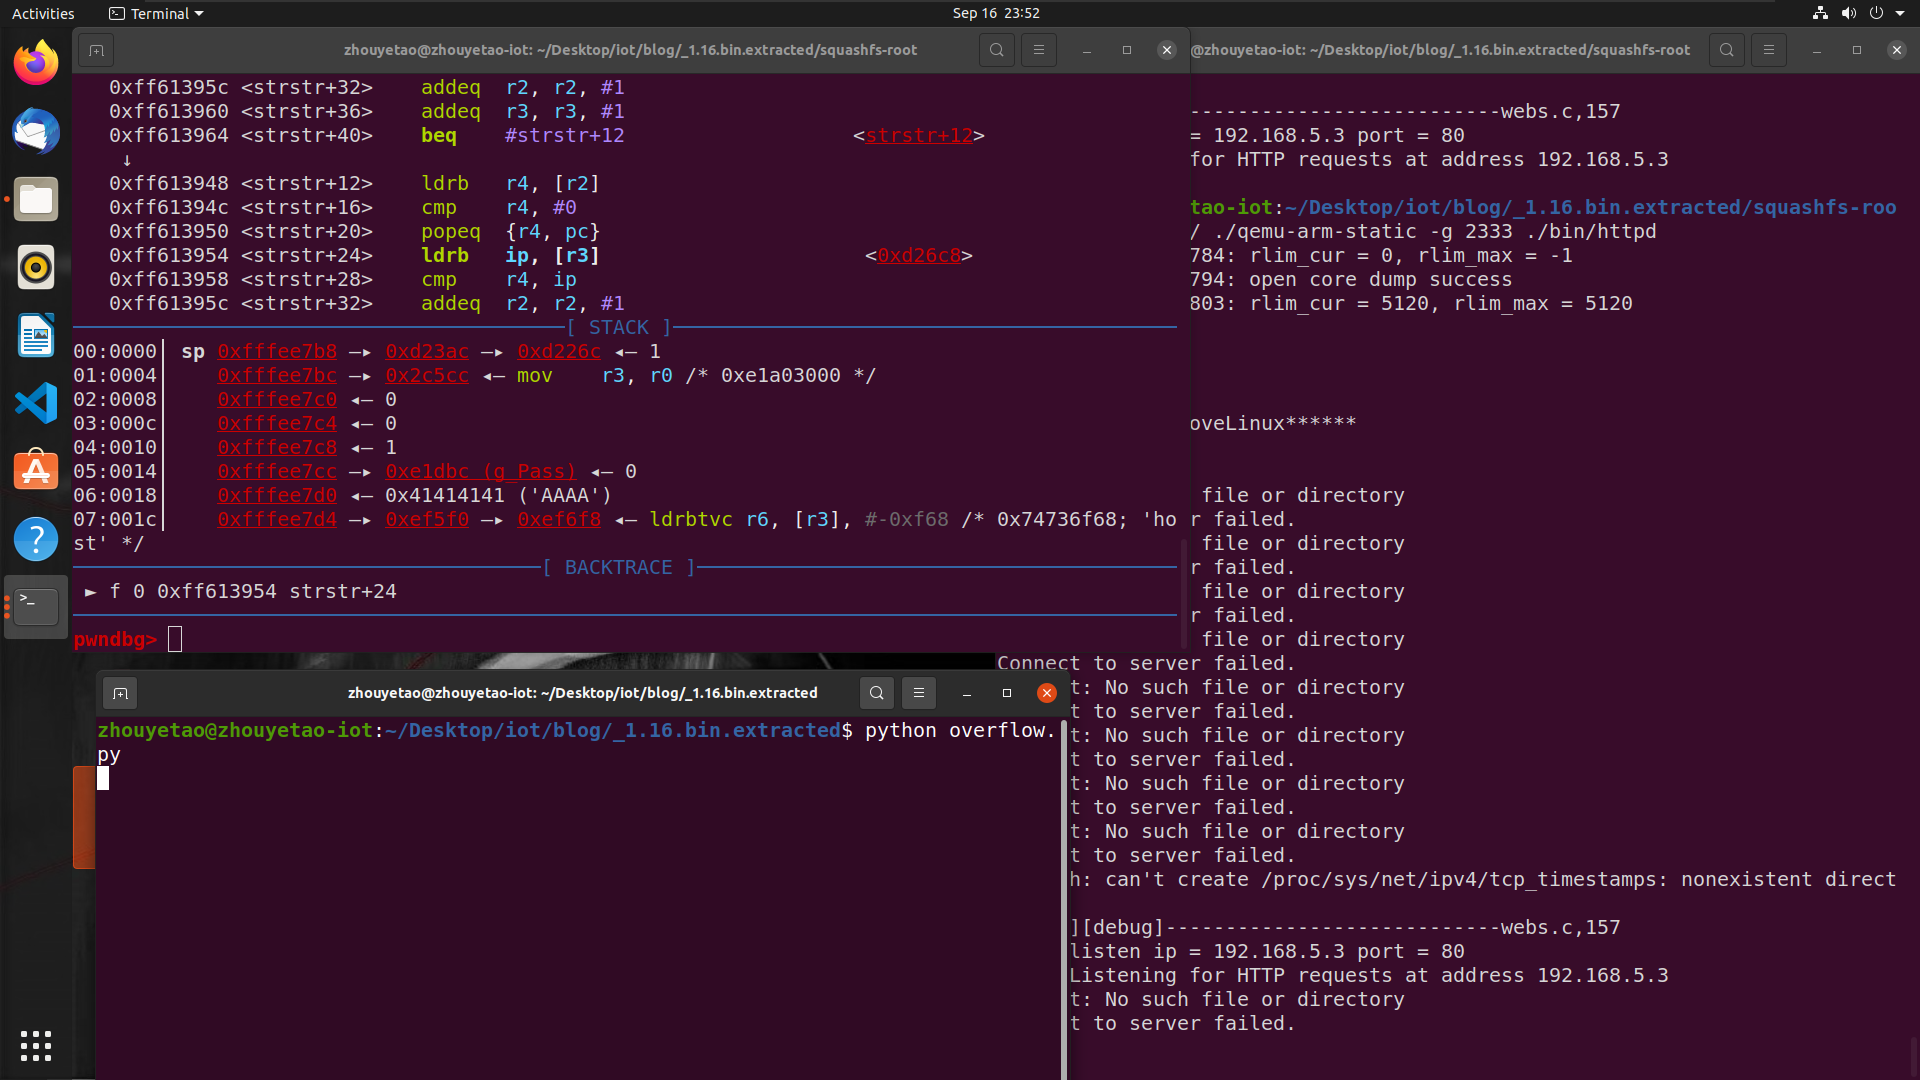 Activities Terminal Sep 16 23:52
zhouyetao@zhouyetao-iot: ~/Desktop/iot/blog/_1.16.bin.extracted/squashfs-root
0xff61395c <strstr+32> addeq r2, r2, #1
0xff613960 <strstr+36> addeq r3, r3, #1
0xff613964 <strstr+40> beq #strstr+12 <strstr+12>
↓
0xff613948 <strstr+12> ldrb r4, [r2]
0xff61394c <strstr+16> cmp r4, #0
0xff613950 <strstr+20> popeq {r4, pc}
0xff613954 <strstr+24> ldrb ip, [r3] <0xd26c8>
0xff613958 <strstr+28> cmp r4, ip
0xff61395c <strstr+32> addeq r2, r2, #1
[ STACK ]
00:0000│ sp 0xfffee7b8 —▸ 0xd23ac —▸ 0xd226c ◂— 1
01:0004│ 0xfffee7bc —▸ 0x2c5cc ◂— mov r3, r0 /* 0xe1a03000 */
02:0008│ 0xfffee7c0 ◂— 0
03:000c│ 0xfffee7c4 ◂— 0
04:0010│ 0xfffee7c8 ◂— 1
05:0014│ 0xfffee7cc —▸ 0xe1dbc (g_Pass) ◂— 0
06:0018│ 0xfffee7d0 ◂— 0x41414141 ('AAAA')
07:001c│ 0xfffee7d4 —▸ 0xef5f0 —▸ 0xef6f8 ◂— ldrbtvc r6, [r3], #-0xf68 /* 0x74736f68; 'ho
st' */
[ BACKTRACE ]
► f 0 0xff613954 strstr+24
pwndbg>
@zhouyetao-iot: ~/Desktop/iot/blog/_1.16.bin.extracted/squashfs-root
--------------------------webs.c,157
= 192.168.5.3 port = 80
for HTTP requests at address 192.168.5.3
tao-iot:~/Desktop/iot/blog/_1.16.bin.extracted/squashfs-roo
/ ./qemu-arm-static -g 2333 ./bin/httpd
784: rlim_cur = 0, rlim_max = -1
794: open core dump success
803: rlim_cur = 5120, rlim_max = 5120
oveLinux******
file or directory
r failed.
file or directory
r failed.
file or directory
r failed.
file or directory
Connect to server failed.
t: No such file or directory
t to server failed.
t: No such file or directory
t to server failed.
t: No such file or directory
t to server failed.
t: No such file or directory
t to server failed.
h: can't create /proc/sys/net/ipv4/tcp_timestamps: nonexistent direct
][debug]----------------------------webs.c,157
listen ip = 192.168.5.3 port = 80
Listening for HTTP requests at address 192.168.5.3
t: No such file or directory
t to server failed.
zhouyetao@zhouyetao-iot: ~/Desktop/iot/blog/_1.16.bin.extracted
zhouyetao@zhouyetao-iot:~/Desktop/iot/blog/_1.16.bin.extracted$ python overflow.
py